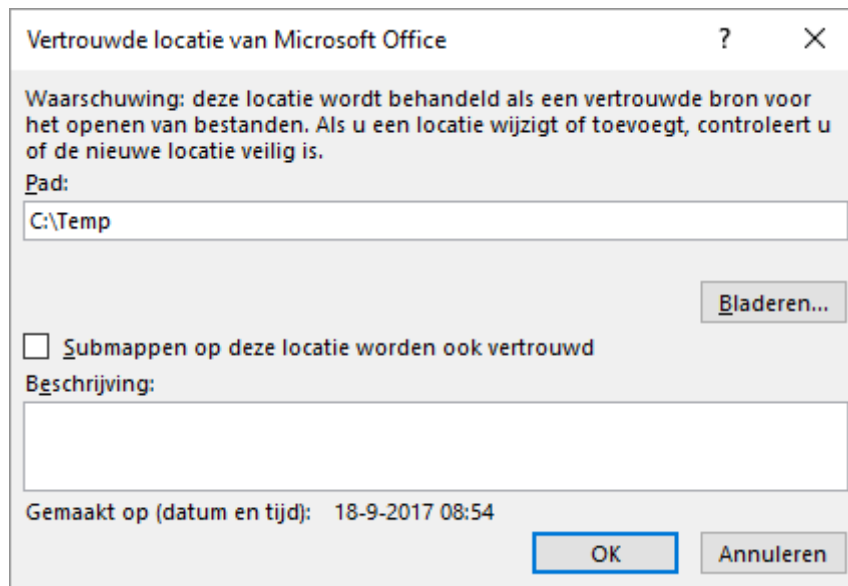 Vertrouwde locatie van Microsoft Office ?
Waarschuwing: deze locatie wordt behandeld als een vertrouwde bron voor
het openen van bestanden. Als u een locatie wijzigt of toevoegt, controleert u
of de nieuwe locatie veilig is.
Pad:
C:\Temp
Bladeren...
Submappen op deze locatie worden ook vertrouwd
Beschrijving:
Gemaakt op (datum en tijd): 18-9-2017 08:54
OK Annuleren